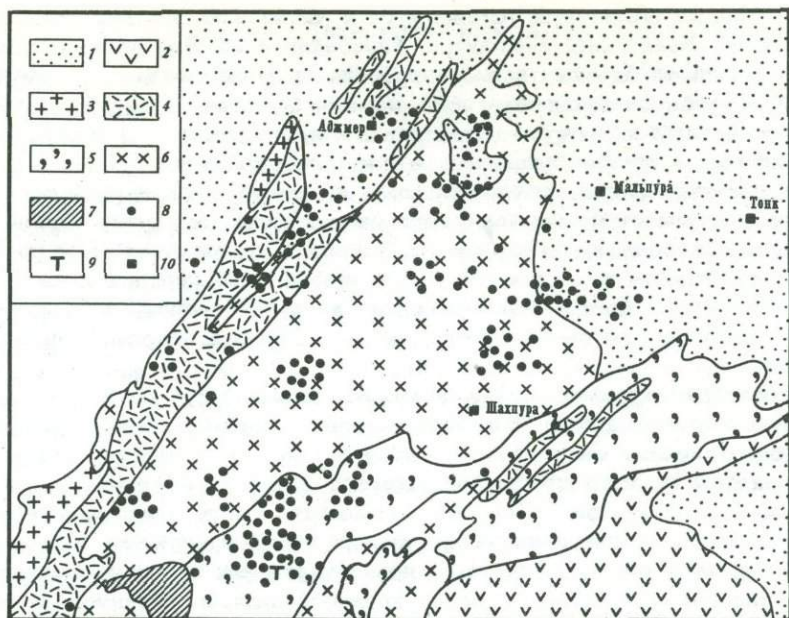 1 2
3 4
5 6
7 8
9 T 10
Аджмер
Мальпура
Тонк
Шахпура
T